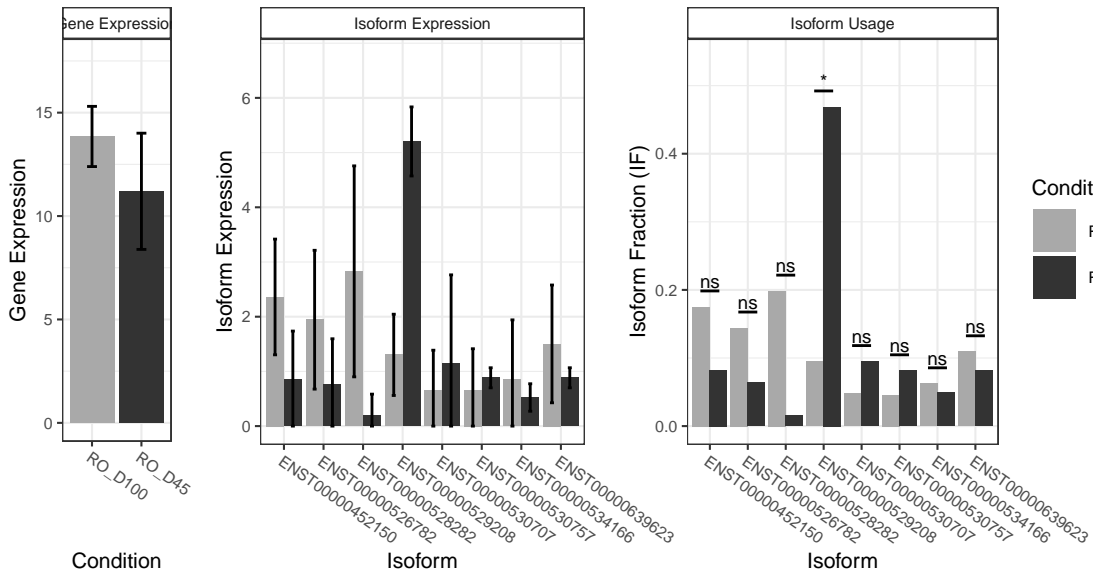 Gene Expression
Isoform Expression
Isoform Usage
Gene Expression
15
10
5
0
RO_D100
RO_D45
Condition
Isoform Expression
6
4
2
0
ENST00000452150
ENST00000526782
ENST00000528282
ENST00000529208
ENST00000530707
ENST00000530757
ENST00000534166
ENST00000639623
Isoform
Isoform Fraction (IF)
0.4
0.2
0.0
ns
ns
ns
*
ns
ns
ns
ns
ENST00000452150
ENST00000526782
ENST00000528282
ENST00000529208
ENST00000530707
ENST00000530757
ENST00000534166
ENST00000639623
Isoform
Condit